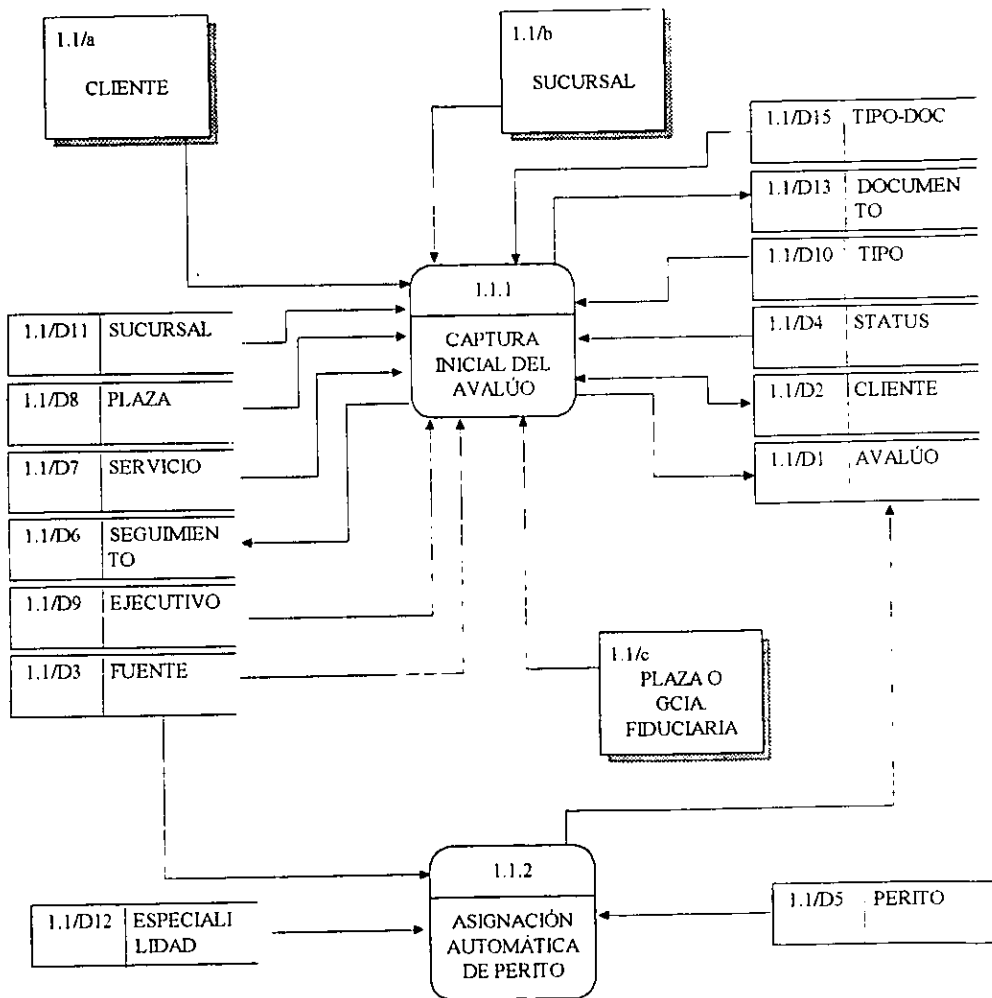 1.1/a
CLIENTE
1.1/b
SUCURSAL
1.1/D15 TIPO-DOC
1.1/D13 DOCUMEN
TO
1.1/D10 TIPO
1.1/D4 STATUS
1.1/D2 CLIENTE
1.1/D1 AVALÚO
1.1.1
CAPTURA
INICIAL DEL
AVALÚO
1.1/D11 SUCURSAL
1.1/D8 PLAZA
1.1/D7 SERVICIO
1.1/D6 SEGUIMIEN
TO
1.1/D9 EJECUTIVO
1.1/D3 FUENTE
1.1/c
PLAZA O
GCIA.
FIDUCIARIA
1.1.2
ASIGNACIÓN
AUTOMÁTICA
DE PERITO
1.1/D12 ESPECIALI
LIDAD
1.1/D5 PERITO